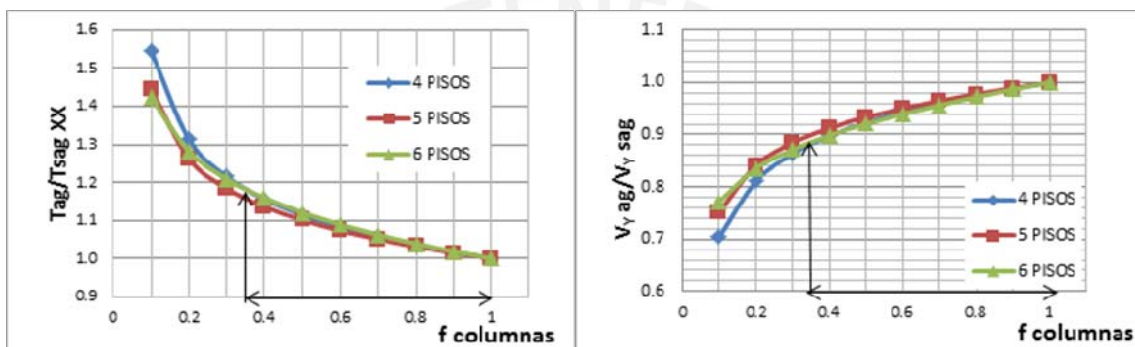 Tag/Tsag XX
1.6
1.5
1.4
1.3
1.2
1.1
1.0
0.9
4 PISOS
5 PISOS
6 PISOS
0 0.2 0.4 0.6 0.8 1
f columnas
VY ag/VY sag
1.1
1.0
0.9
0.8
0.7
0.6
4 PISOS
5 PISOS
6 PISOS
0 0.2 0.4 0.6 0.8 1
f columnas